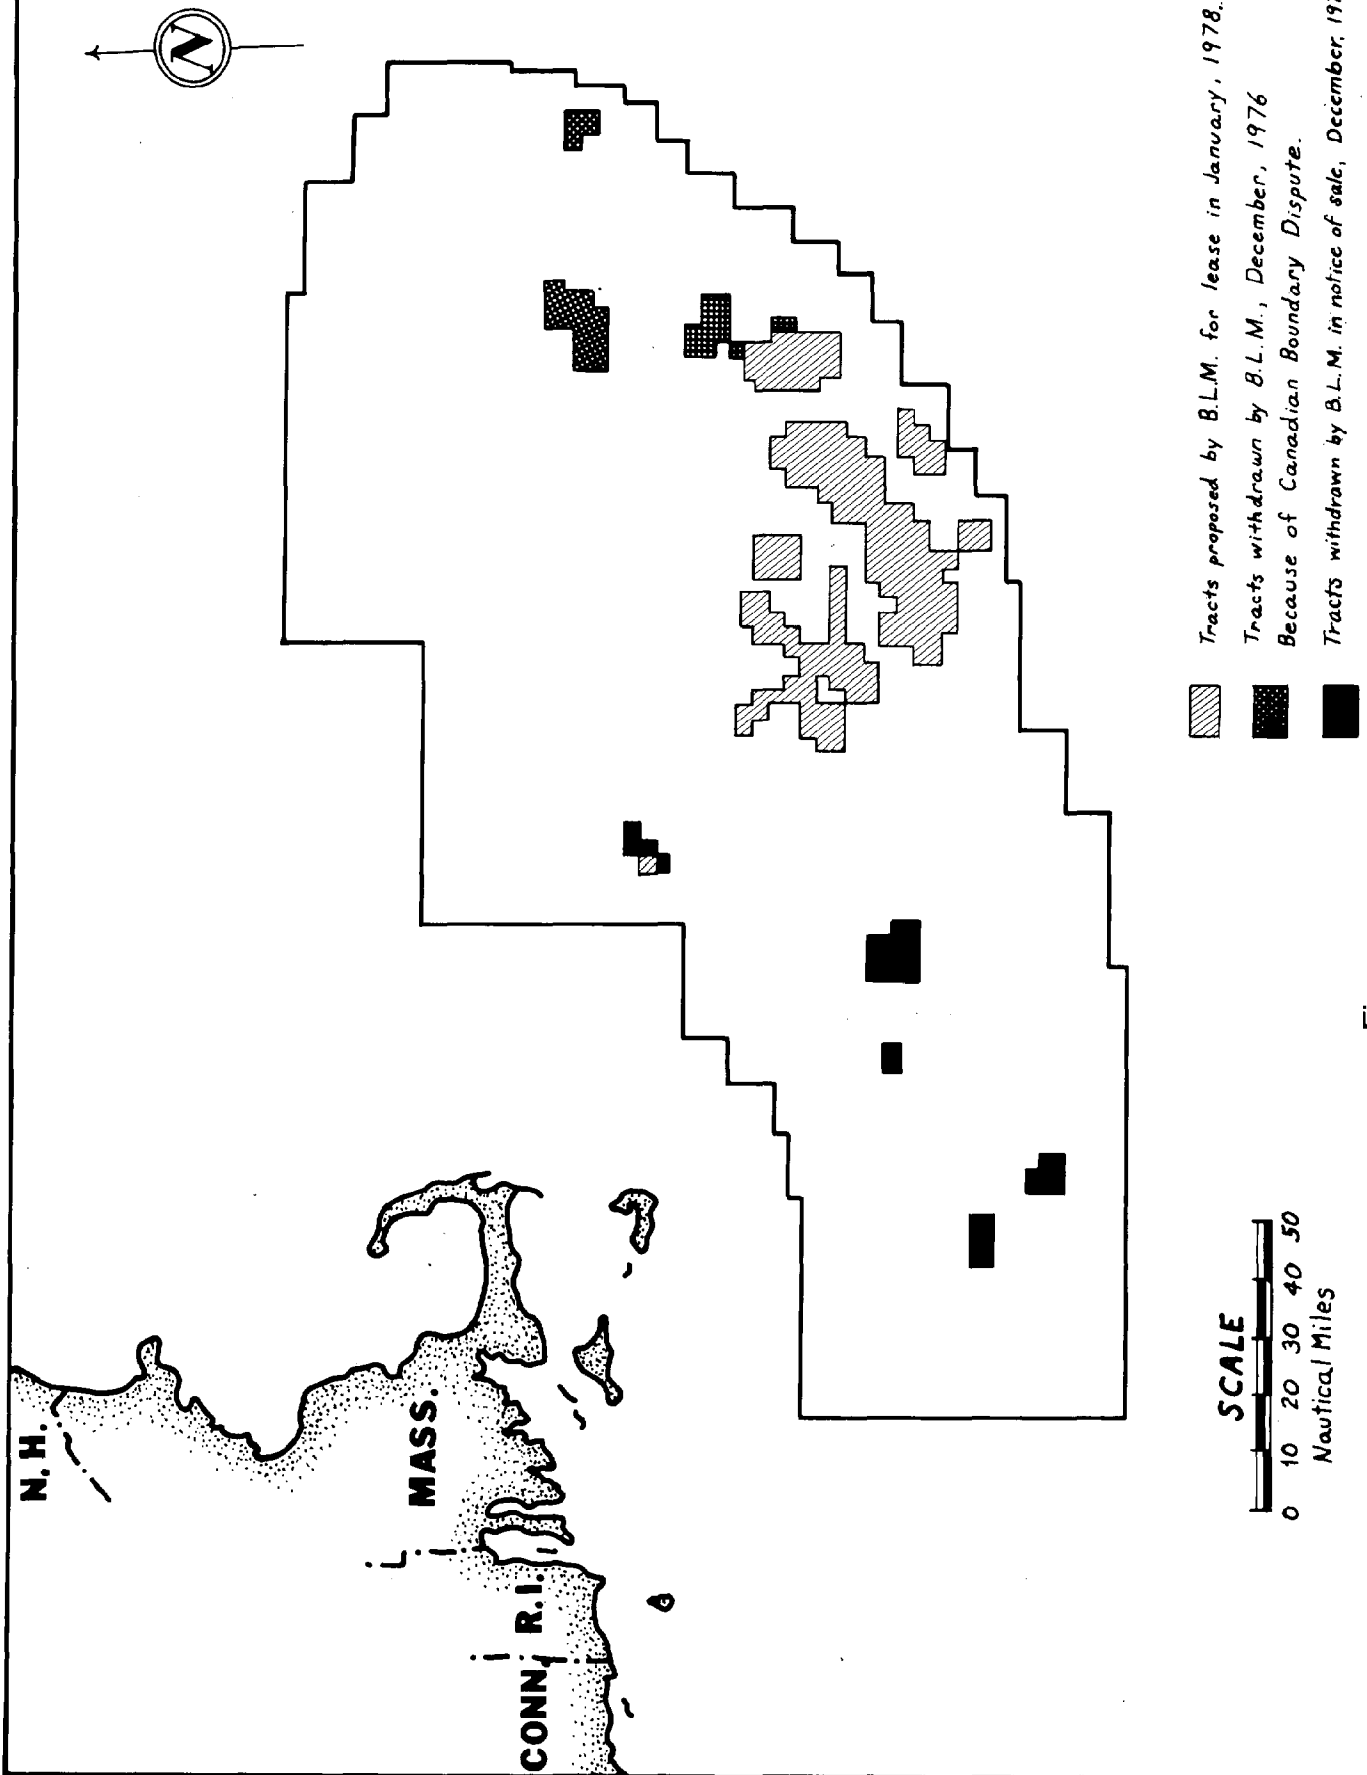 N
N. H.
MASS.
R. I.
CONN.
SCALE
0 10 20 30 40 50
Nautical Miles
Tracts proposed by B.L.M. for lease in January, 1978.
Tracts withdrawn by B.L.M., December, 1976
Because of Canadian Boundary Dispute.
Tracts withdrawn by B.L.M. in notice of sale, December,